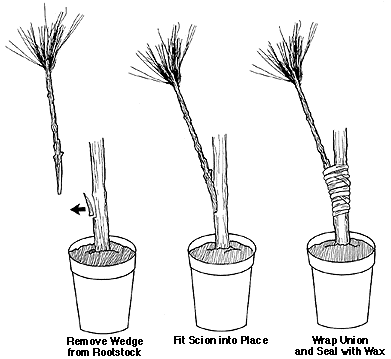 Remove Wedge
from Rootstock
Fit Scion into Place
Wrap Union
and Seal with Wax